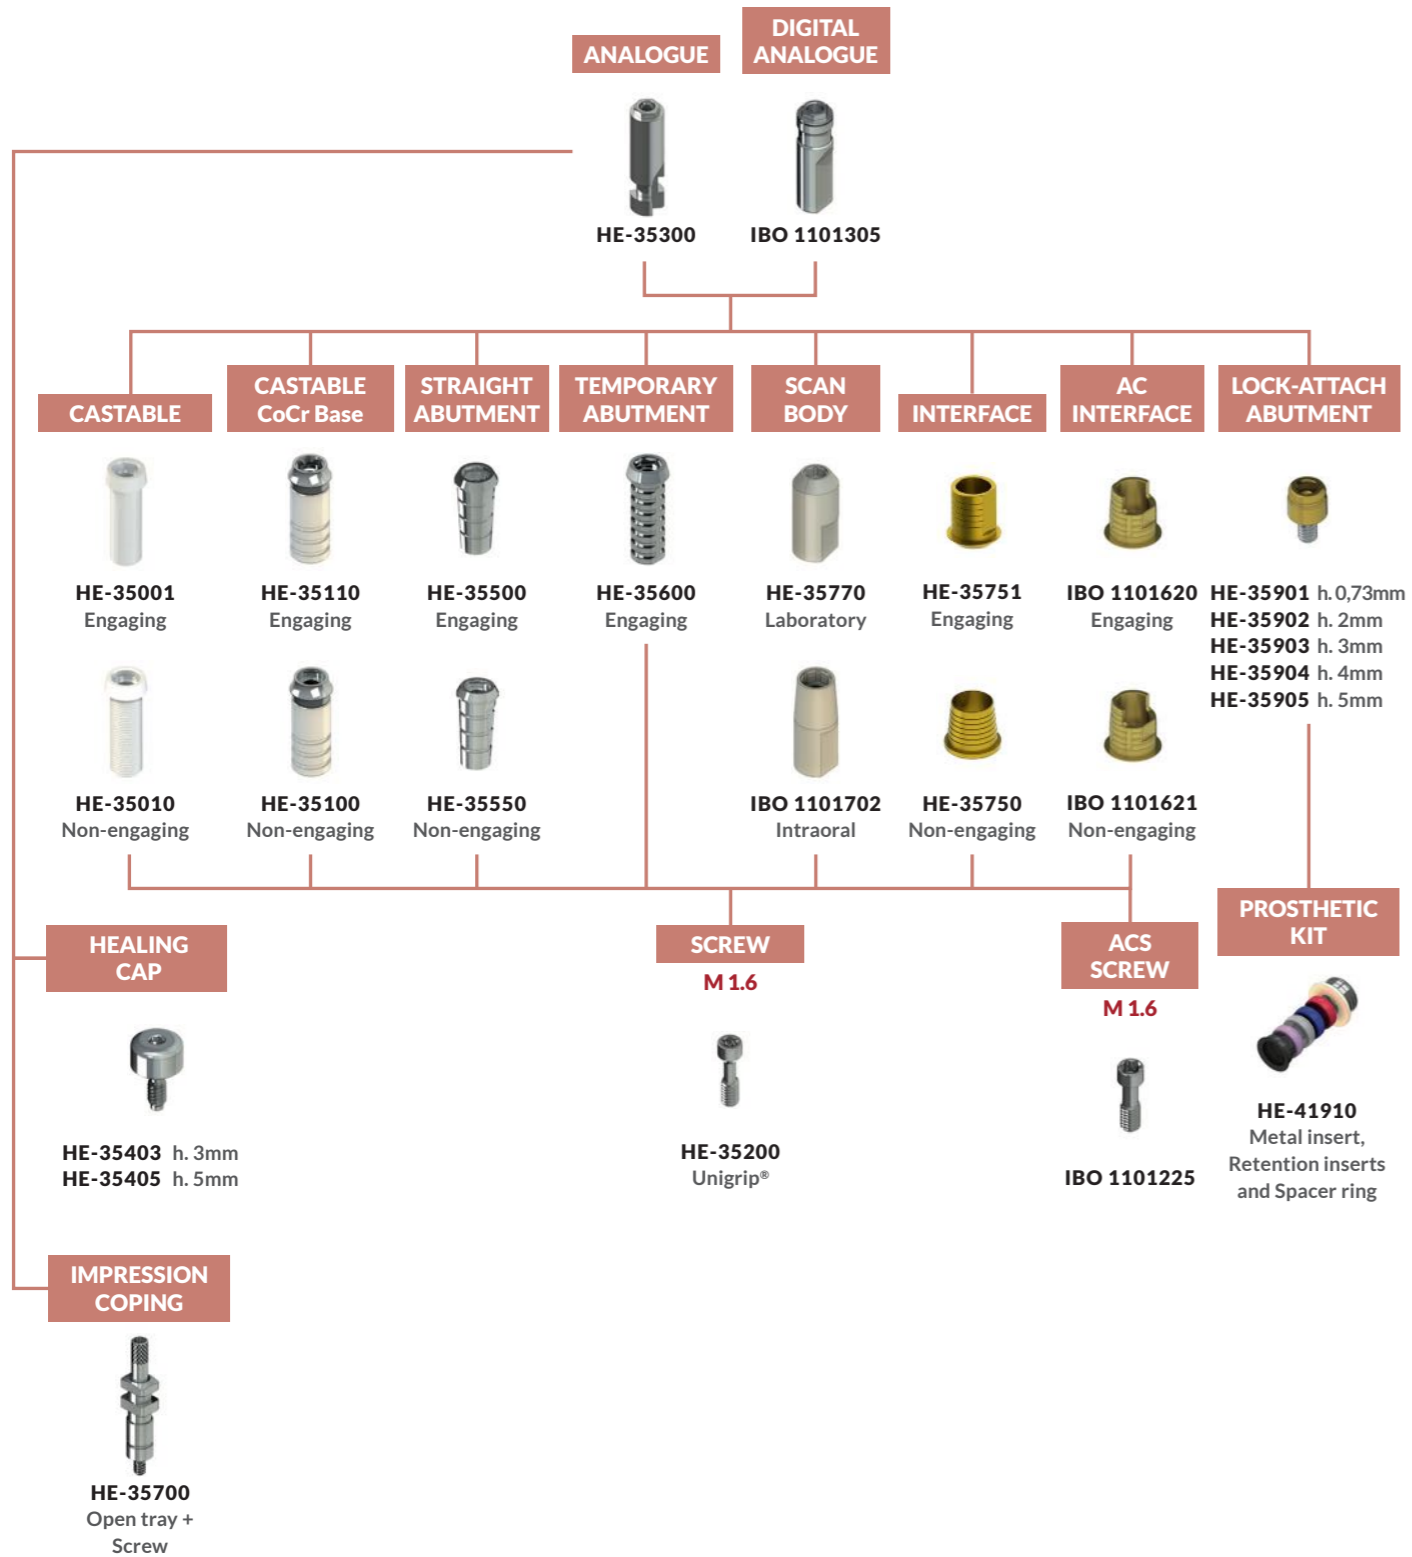 ANALOGUE
DIGITAL
ANALOGUE
HE-35300
IBO 1101305
CASTABLE
CASTABLE
CoCr Base
STRAIGHT
ABUTMENT
TEMPORARY
ABUTMENT
SCAN
BODY
INTERFACE
AC
INTERFACE
LOCK-ATTACH
ABUTMENT
HE-35001
Engaging
HE-35110
Engaging
HE-35500
Engaging
HE-35600
Engaging
HE-35770
Laboratory
HE-35751
Engaging
IBO 1101620
Engaging
HE-35901 h. 0,73mm
HE-35902 h. 2mm
HE-35903 h. 3mm
HE-35904 h. 4mm
HE-35905 h. 5mm
HE-35010
Non-engaging
HE-35100
Non-engaging
HE-35550
Non-engaging
IBO 1101702
Intraoral
HE-35750
Non-engaging
IBO 1101621
Non-engaging
HEALING
CAP
SCREW
M 1.6
ACS
SCREW
M 1.6
PROSTHETIC
KIT
HE-35403 h. 3mm
HE-35405 h. 5mm
HE-35200
Unigrip®
IBO 1101225
HE-41910
Metal insert,
Retention inserts
and Spacer ring
IMPRESSION
COPING
HE-35700
Open tray +
Screw